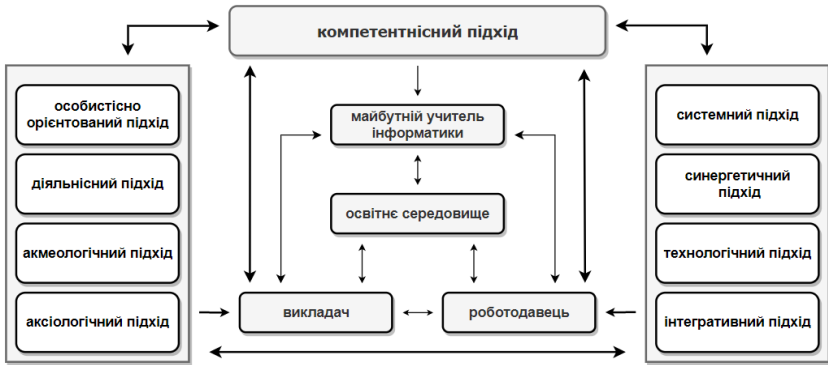 компетентнісний підхід
особистісно
орієнтований підхід
діяльнісний підхід
акмеологічний підхід
аксіологічний підхід
майбутній учитель
інформатики
освітнє середовище
викладач
роботодавець
системний підхід
синергетичний
підхід
технологічний підхід
інтегративний підхід